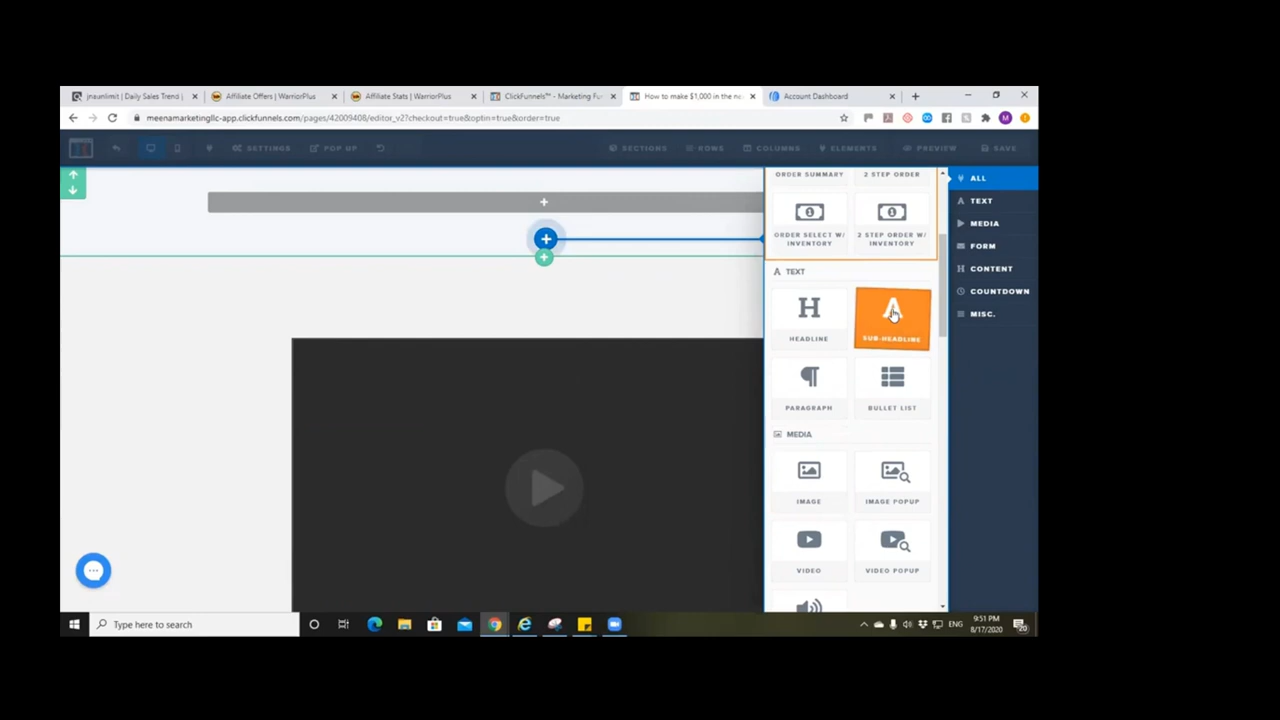 jneunlimit | Daily Sales Trend |
Affiliate Offers | WarriorPlus
Affiliate Stats | WarriorPlus
ClickFunnels™ - Marketing Fu
How to make $1,000 in the ne
Account Dashboard
meenamarketingllc-app.clickfunnels.com/pages/42009408/editor_v2?checkout=true&optin=true&order=true
SETTINGS
POP UP
SECTIONS
ROWS
COLUMNS
ELEMENTS
PREVIEW
SAVE
ORDER SUMMARY
2 STEP ORDER
ORDER SELECT W/
INVENTORY
2 STEP ORDER W/
INVENTORY
TEXT
HEADLINE
SUB-HEADLINE
PARAGRAPH
BULLET LIST
MEDIA
IMAGE
IMAGE POPUP
VIDEO
VIDEO POPUP
ALL
TEXT
MEDIA
FORM
CONTENT
COUNTDOWN
MISC.
Type here to search
ENG
9:51 PM
8/17/2020
20